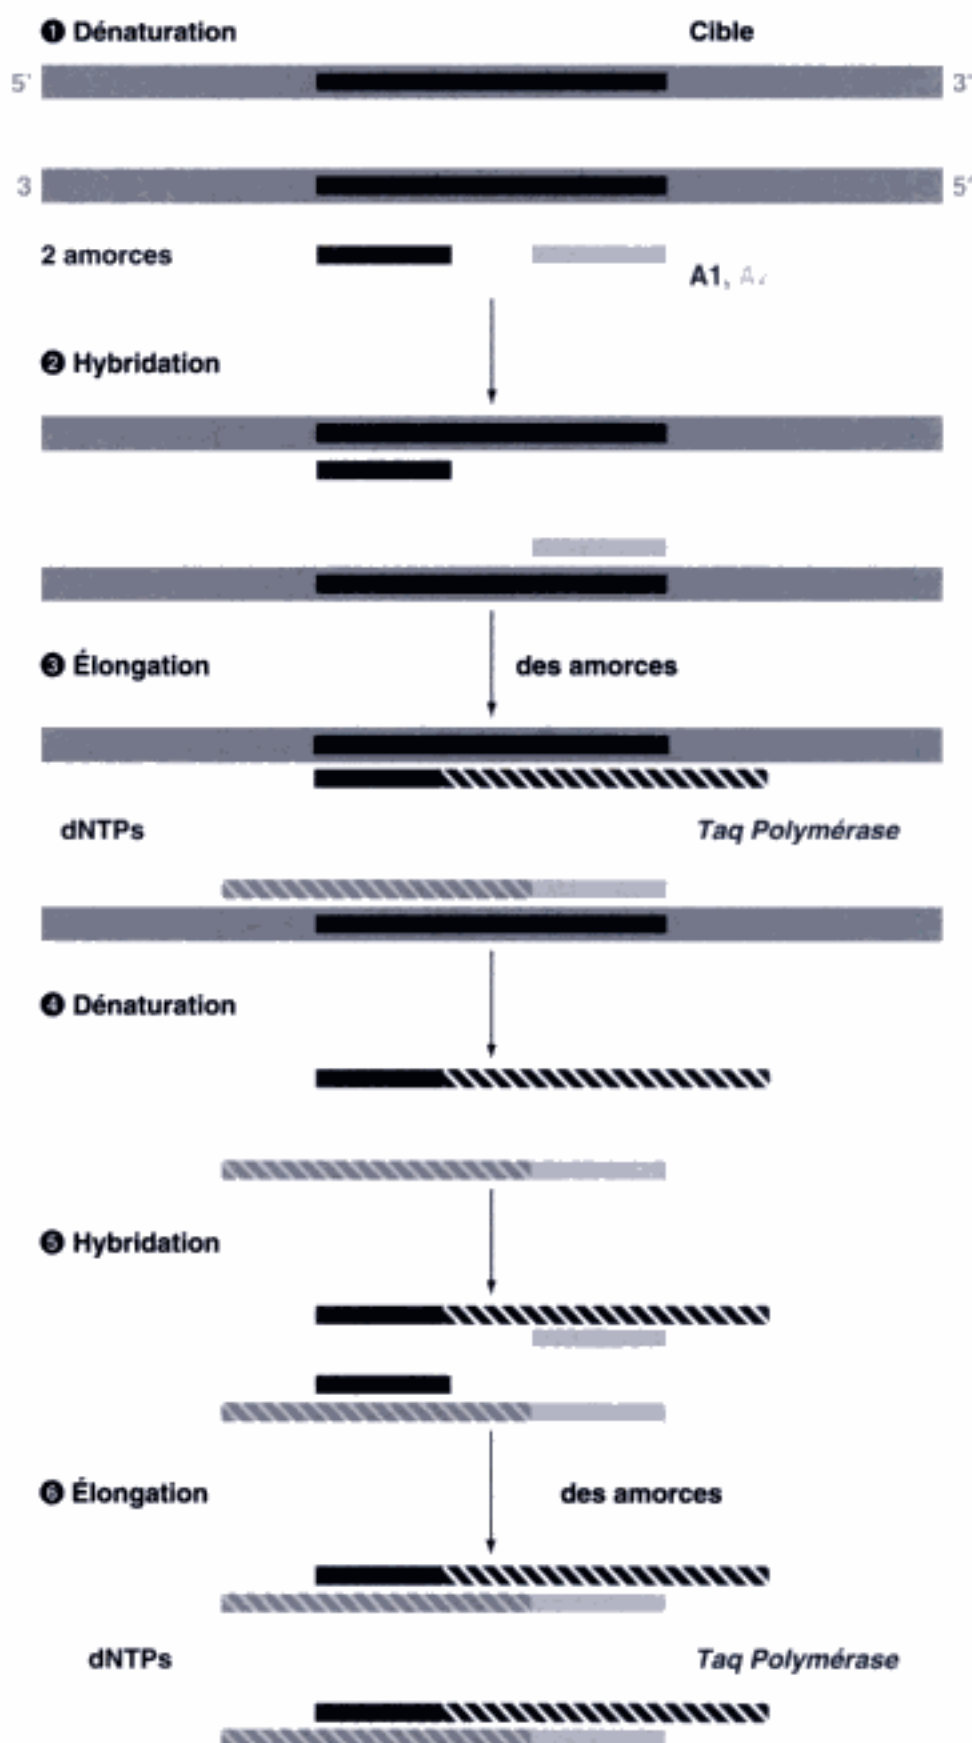 ❶ Dénaturation Cible
5' 3'
3 5'
2 amorces
A1,
❷ Hybridation
❸ Élongation des amorces
dNTPs Taq Polymérase
❹ Dénaturation
❺ Hybridation
❻ Élongation des amorces
dNTPs Taq Polymérase